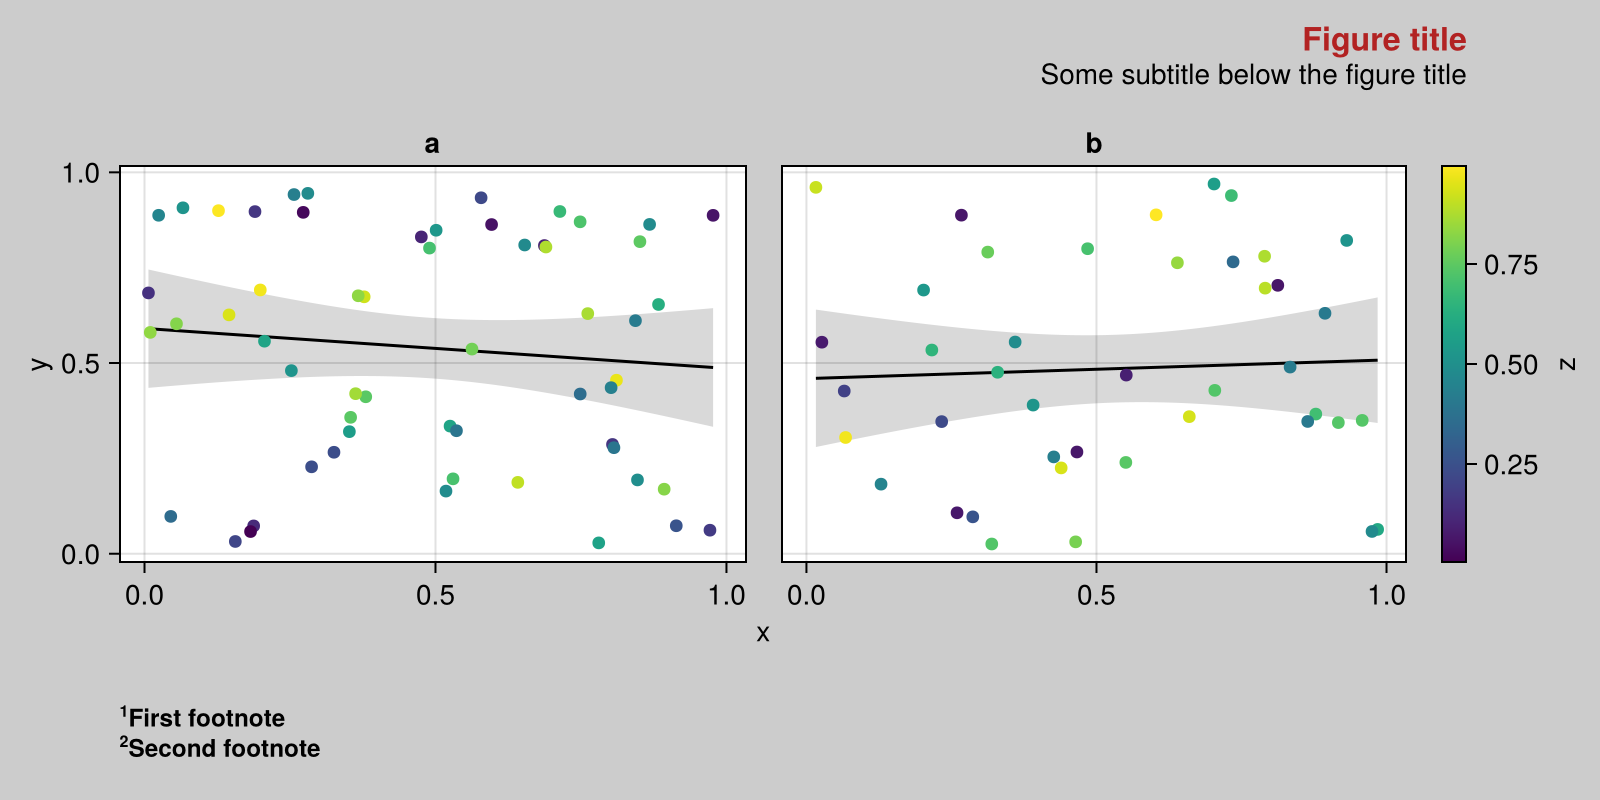 Figure title
Some subtitle below the figure title
a
b
1.0
0.5
0.0
y
0.0
0.5
1.0
0.0
0.5
1.0
x
0.75
0.50
0.25
z
¹First footnote
²Second footnote